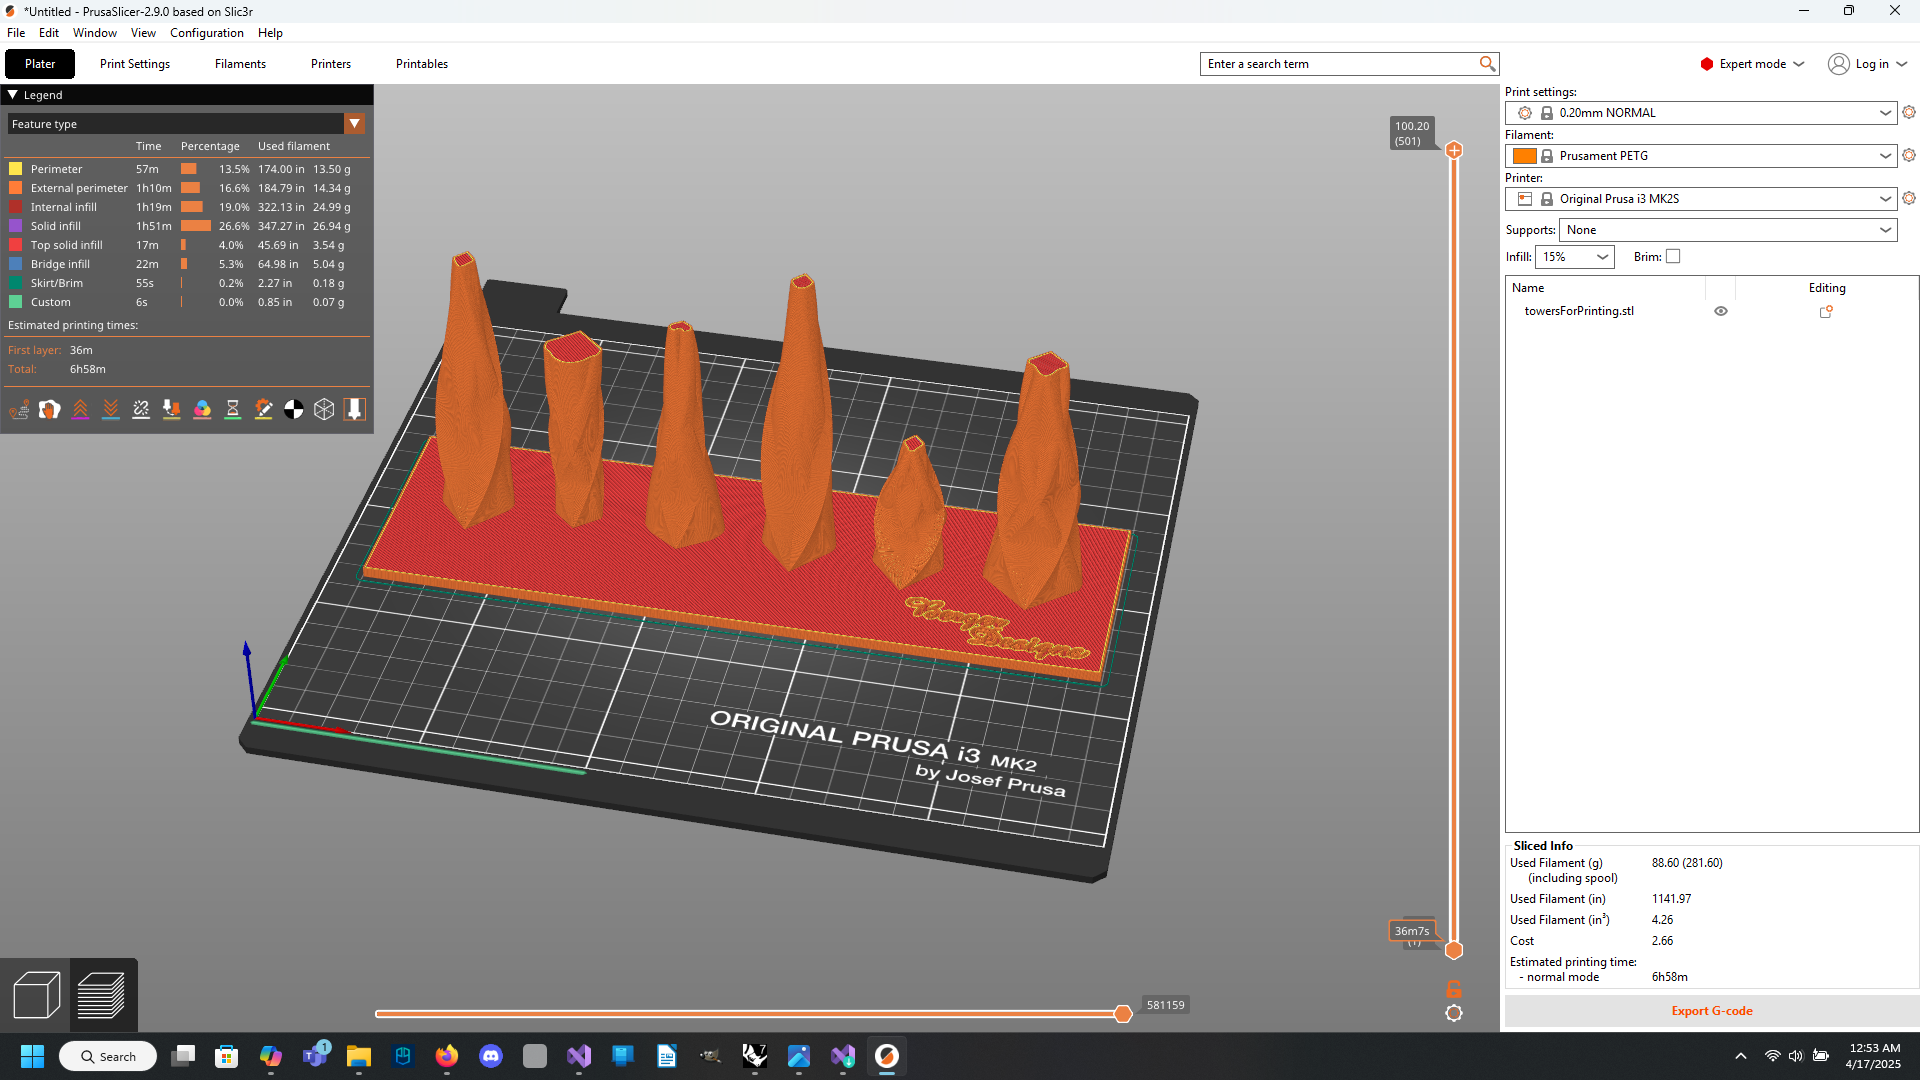 *Untitled - PrusaSlicer-2.9.0 based on Slic3r
File Edit Window View Configuration Help
Plater Print Settings Filaments Printers Printables
Enter a search term
Expert mode
Log in
Legend
Feature type
Time Percentage Used filament
Perimeter 57m 13.5% 174.00 in 13.50 g
External perimeter 1h10m 16.6% 184.79 in 14.34 g
Internal infill 1h19m 19.0% 322.13 in 24.99 g
Solid infill 1h51m 26.6% 347.27 in 26.94 g
Top solid infill 17m 4.0% 45.69 in 3.54 g
Bridge infill 22m 5.3% 64.98 in 5.04 g
Skirt/Brim 55s 0.2% 2.27 in 0.18 g
Custom 6s 0.0% 0.85 in 0.07 g
Estimated printing times:
First layer: 36m
Total: 6h58m
Designs
ORIGINAL PRUSA i3 MK2
by Josef Prusa
100.20
(501)
36m7s
(1)
581159
Print settings:
0.20mm NORMAL
Filament:
Prusament PETG
Printer:
Original Prusa i3 MK2S
Supports: None
Infill: 15% Brim:
Name Editing
towersForPrinting.stl
Sliced Info
Used Filament (g) 88.60 (281.60)
(including spool)
Used Filament (in) 1141.97
Used Filament (in³) 4.26
Cost 2.66
Estimated printing time:
- normal mode 6h58m
Export G-code
Search
1
12:53 AM
4/17/2025